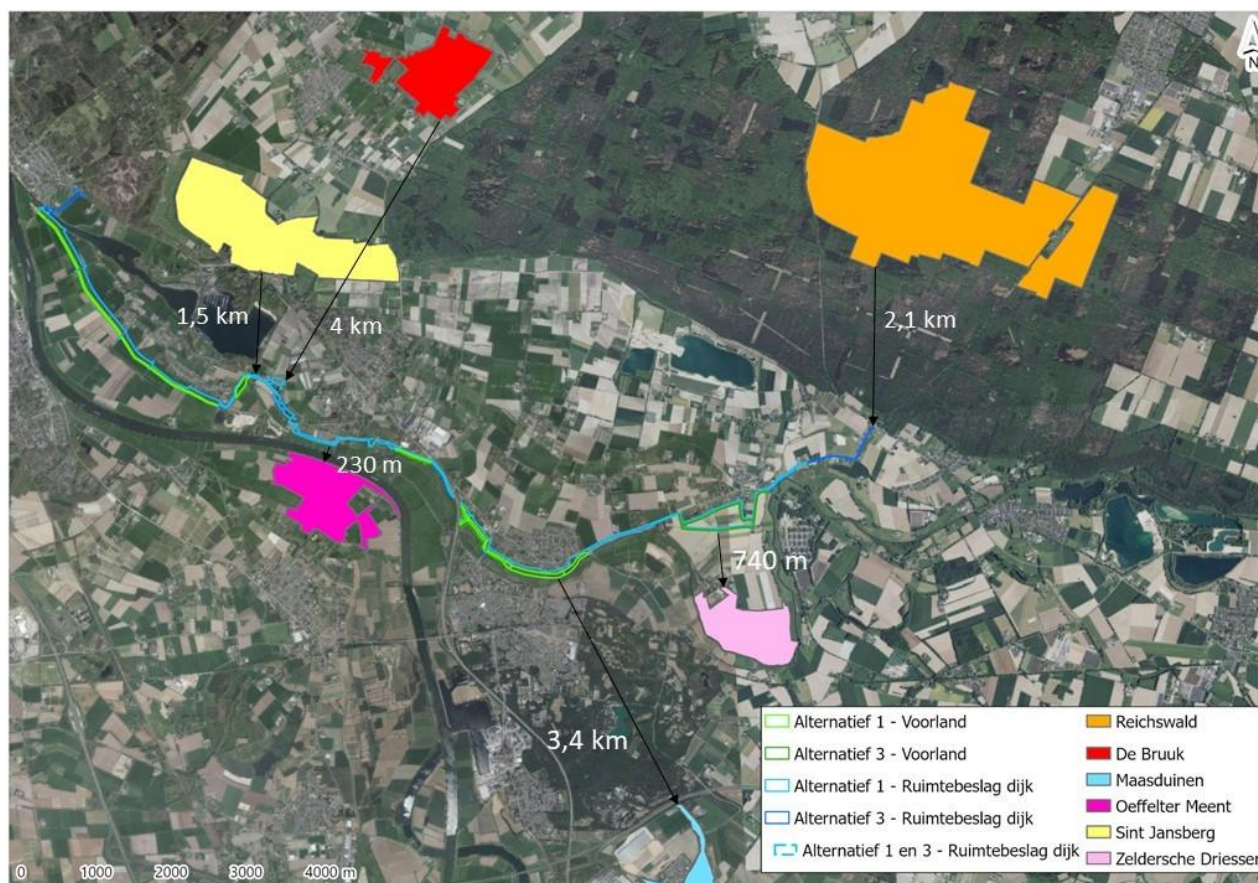 N
1,5 km
4 km
2,1 km
230 m
740 m
3,4 km
Alternatief 1 - Voorland
Alternatief 3 - Voorland
Alternatief 1 - Ruimtebeslag dijk
Alternatief 3 - Ruimtebeslag dijk
Alternatief 1 en 3 - Ruimtebeslag dijk
Reichswald
De Bruuk
Maasduinen
Oeffelter Meent
Sint Jansberg
Zeldersche Driessen
0 1000 2000 3000 4000 m